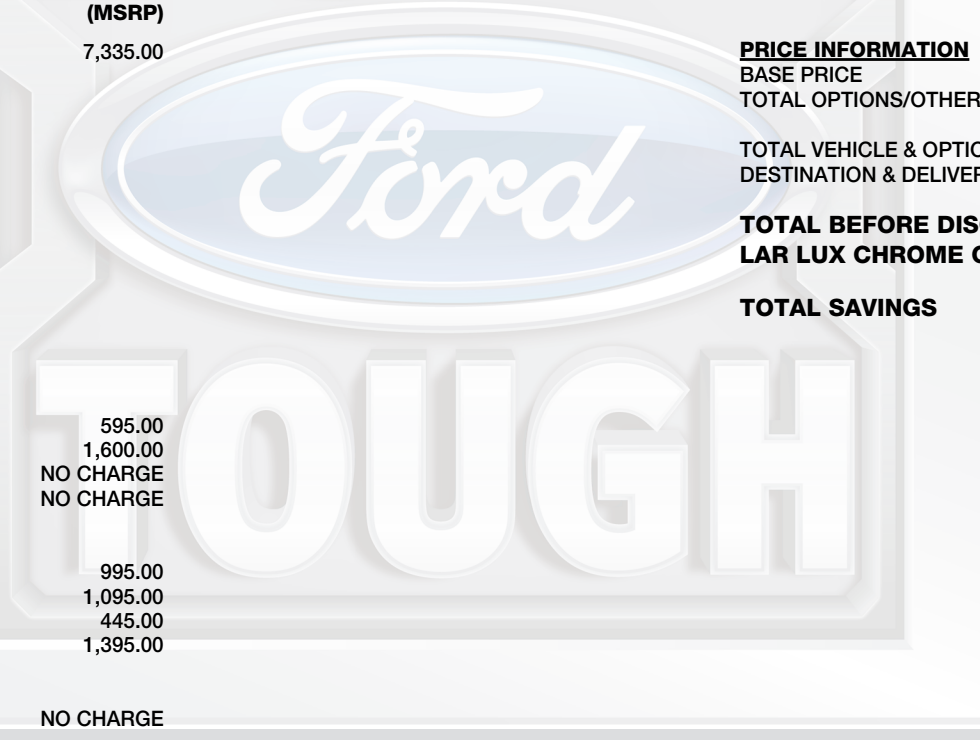 (MSRP)
7,335.00
595.00
1,600.00
NO CHARGE
NO CHARGE
995.00
1,095.00
445.00
1,395.00
NO CHARGE
PRICE INFORMATION
BASE PRICE
TOTAL OPTIONS/OTHER
TOTAL VEHICLE & OPTIO
DESTINATION & DELIVER
TOTAL BEFORE DIS
LAR LUX CHROME
TOTAL SAVINGS
Ford
TOUGH